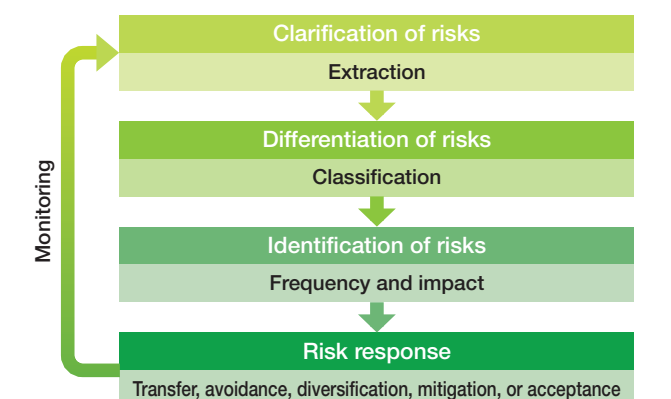 Clarification of risks
Extraction
Differentiation of risks
Classification
Monitoring
Identification of risks
Frequency and impact
Risk response
Transfer, avoidance, diversification, mitigation, or acceptance